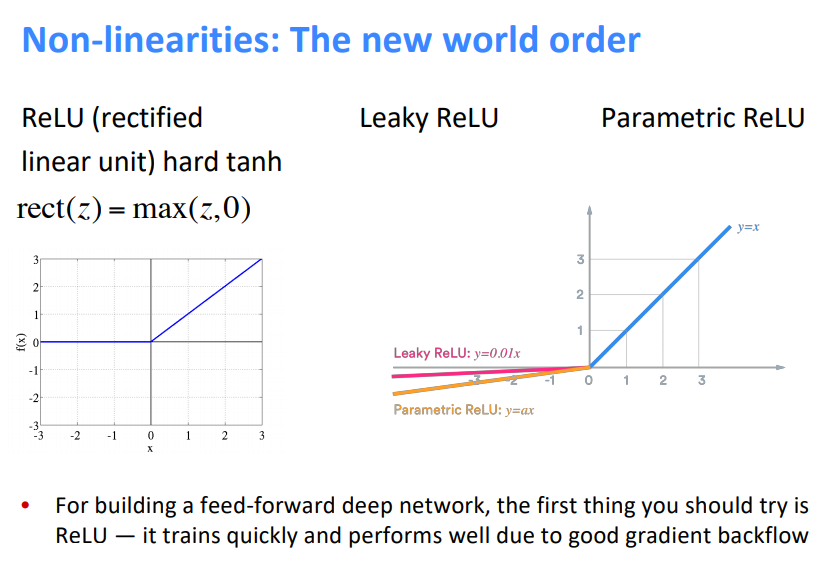 Non-linearities: The new world order
ReLU (rectified
linear unit) hard tanh
rect(z) = max(z,0)
Leaky ReLU
Parametric ReLU
3
2
1
0
-1
-2
-3
f(x)
-3 -2 -1 0 1 2 3
x
y=x
3
2
1
Leaky ReLU: y=0.01x
-3 -2 -1 0 1 2 3
Parametric ReLU: y=ax
• For building a feed-forward deep network, the first thing you should try is
ReLU — it trains quickly and performs well due to good gradient backflow